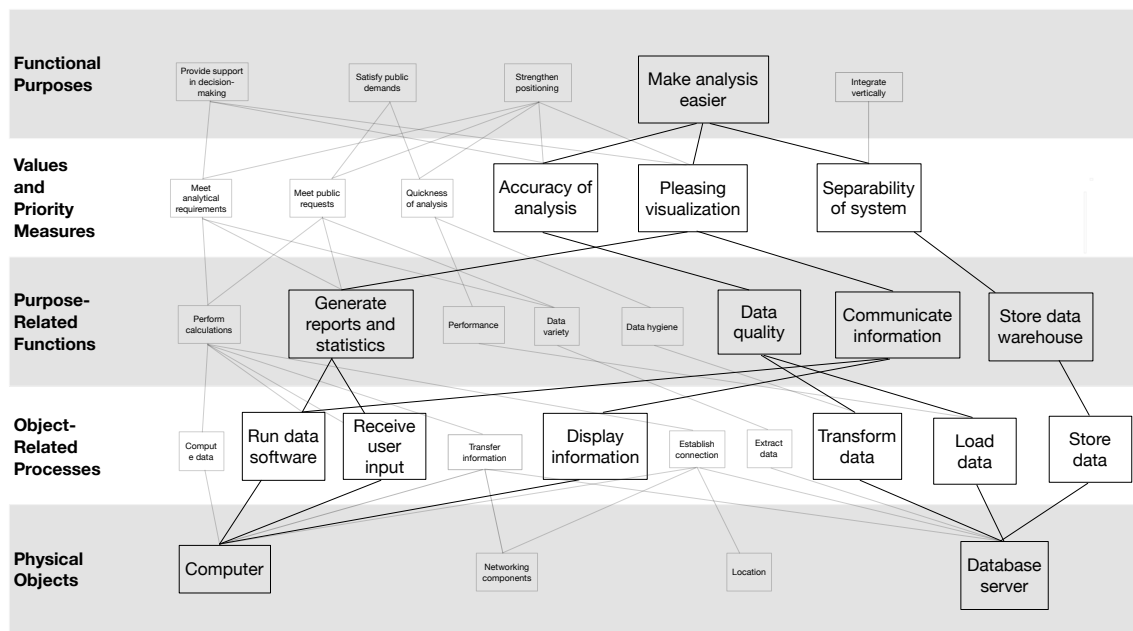 Functional
Purposes
Provide support
in decision-
making
Satisfy public
demands
Strengthen
positioning
Make analysis
easier
Integrate
vertically
Values
and
Priority
Measures
Meet
analytical
requirements
Meet public
requests
Quickness
of analysis
Accuracy of
analysis
Pleasing
visualization
Separability
of system
Purpose-
Related
Functions
Perform
calculations
Generate
reports and
statistics
Performance
Data
variety
Data hygiene
Data
quality
Communicate
information
Store data
warehouse
Object-
Related
Processes
Comput
e data
Run data
software
Receive
user
input
Transfer
information
Display
information
Establish
connection
Extract
data
Transform
data
Load
data
Store
data
Physical
Objects
Computer
Networking
components
Location
Database
server